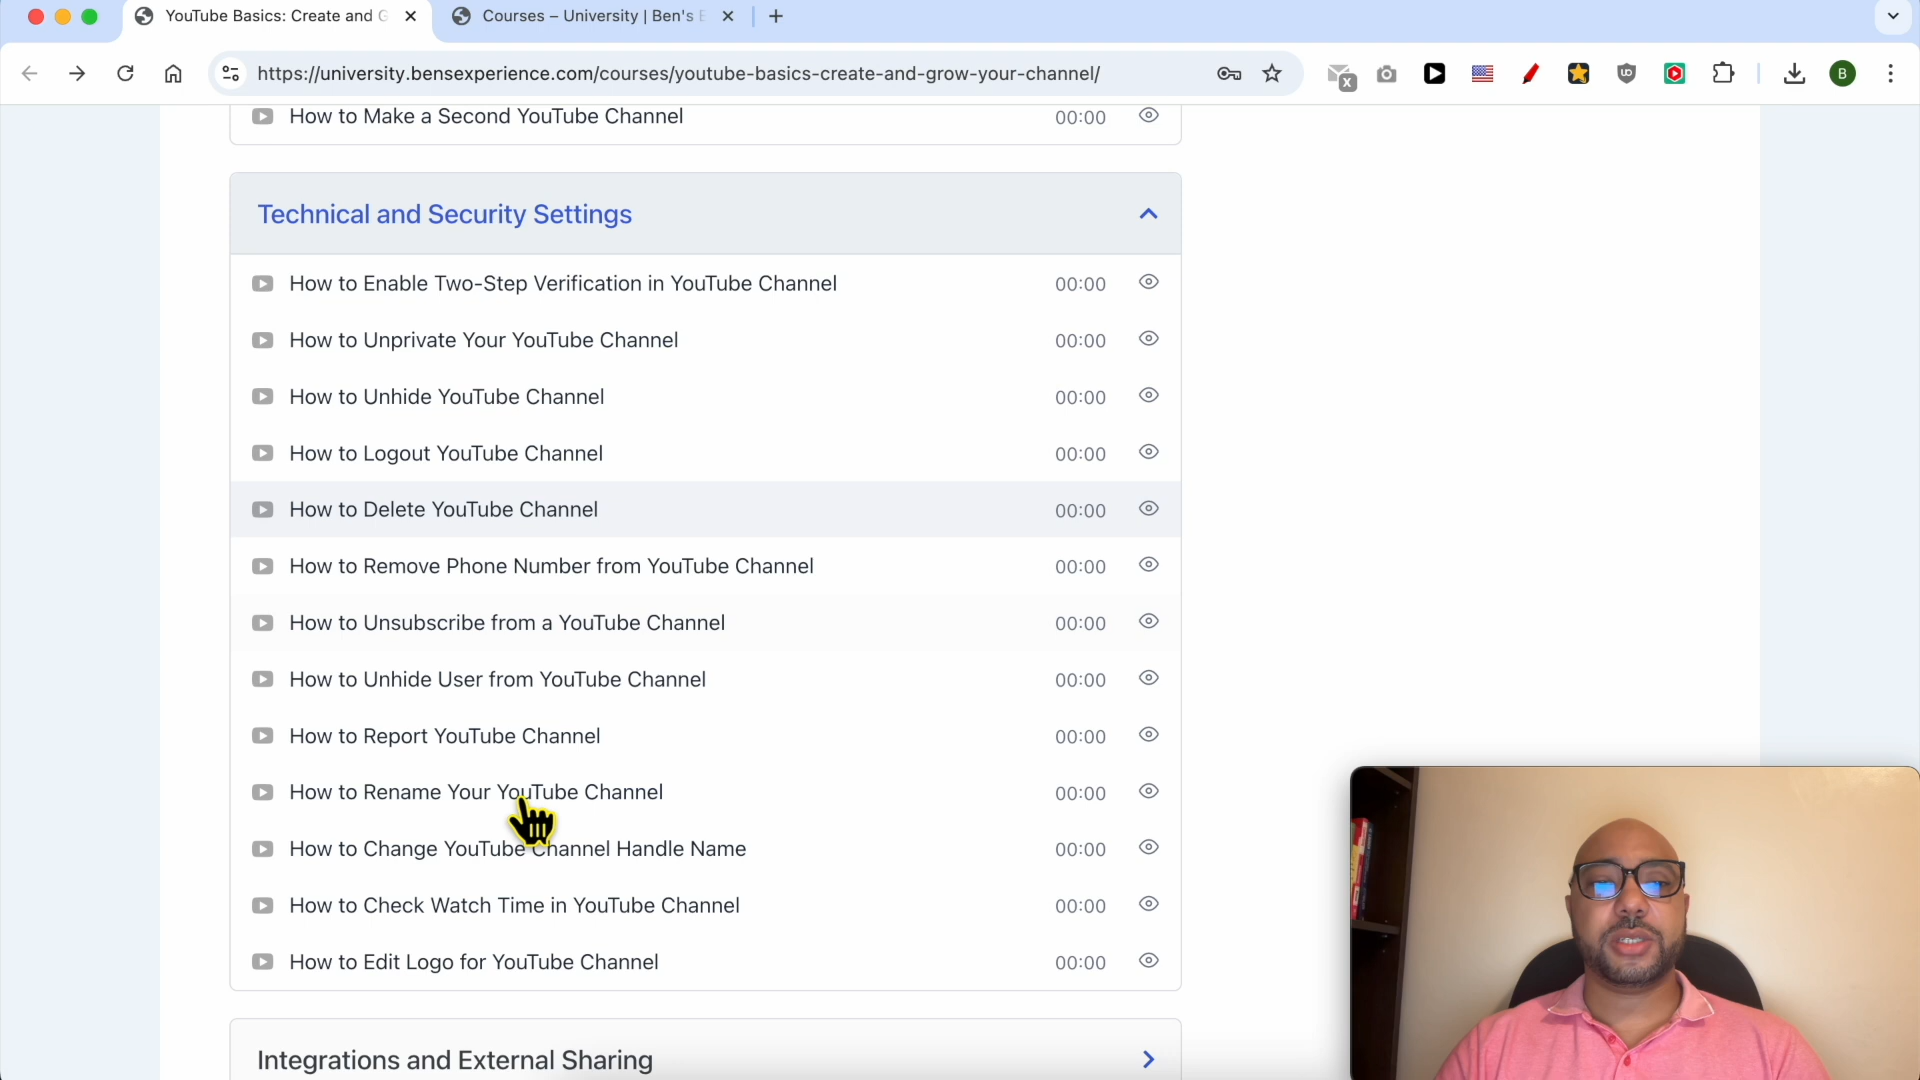 YouTube Basics: Create and G
Courses – University | Ben's E
https://university.bensexperience.com/courses/youtube-basics-create-and-grow-your-channel/
B
How to Make a Second YouTube Channel 00:00
Technical and Security Settings
How to Enable Two-Step Verification in YouTube Channel 00:00
How to Unprivate Your YouTube Channel 00:00
How to Unhide YouTube Channel 00:00
How to Logout YouTube Channel 00:00
How to Delete YouTube Channel 00:00
How to Remove Phone Number from YouTube Channel 00:00
How to Unsubscribe from a YouTube Channel 00:00
How to Unhide User from YouTube Channel 00:00
How to Report YouTube Channel 00:00
How to Rename Your YouTube Channel 00:00
How to Change YouTube Channel Handle Name 00:00
How to Check Watch Time in YouTube Channel 00:00
How to Edit Logo for YouTube Channel 00:00
Integrations and External Sharing